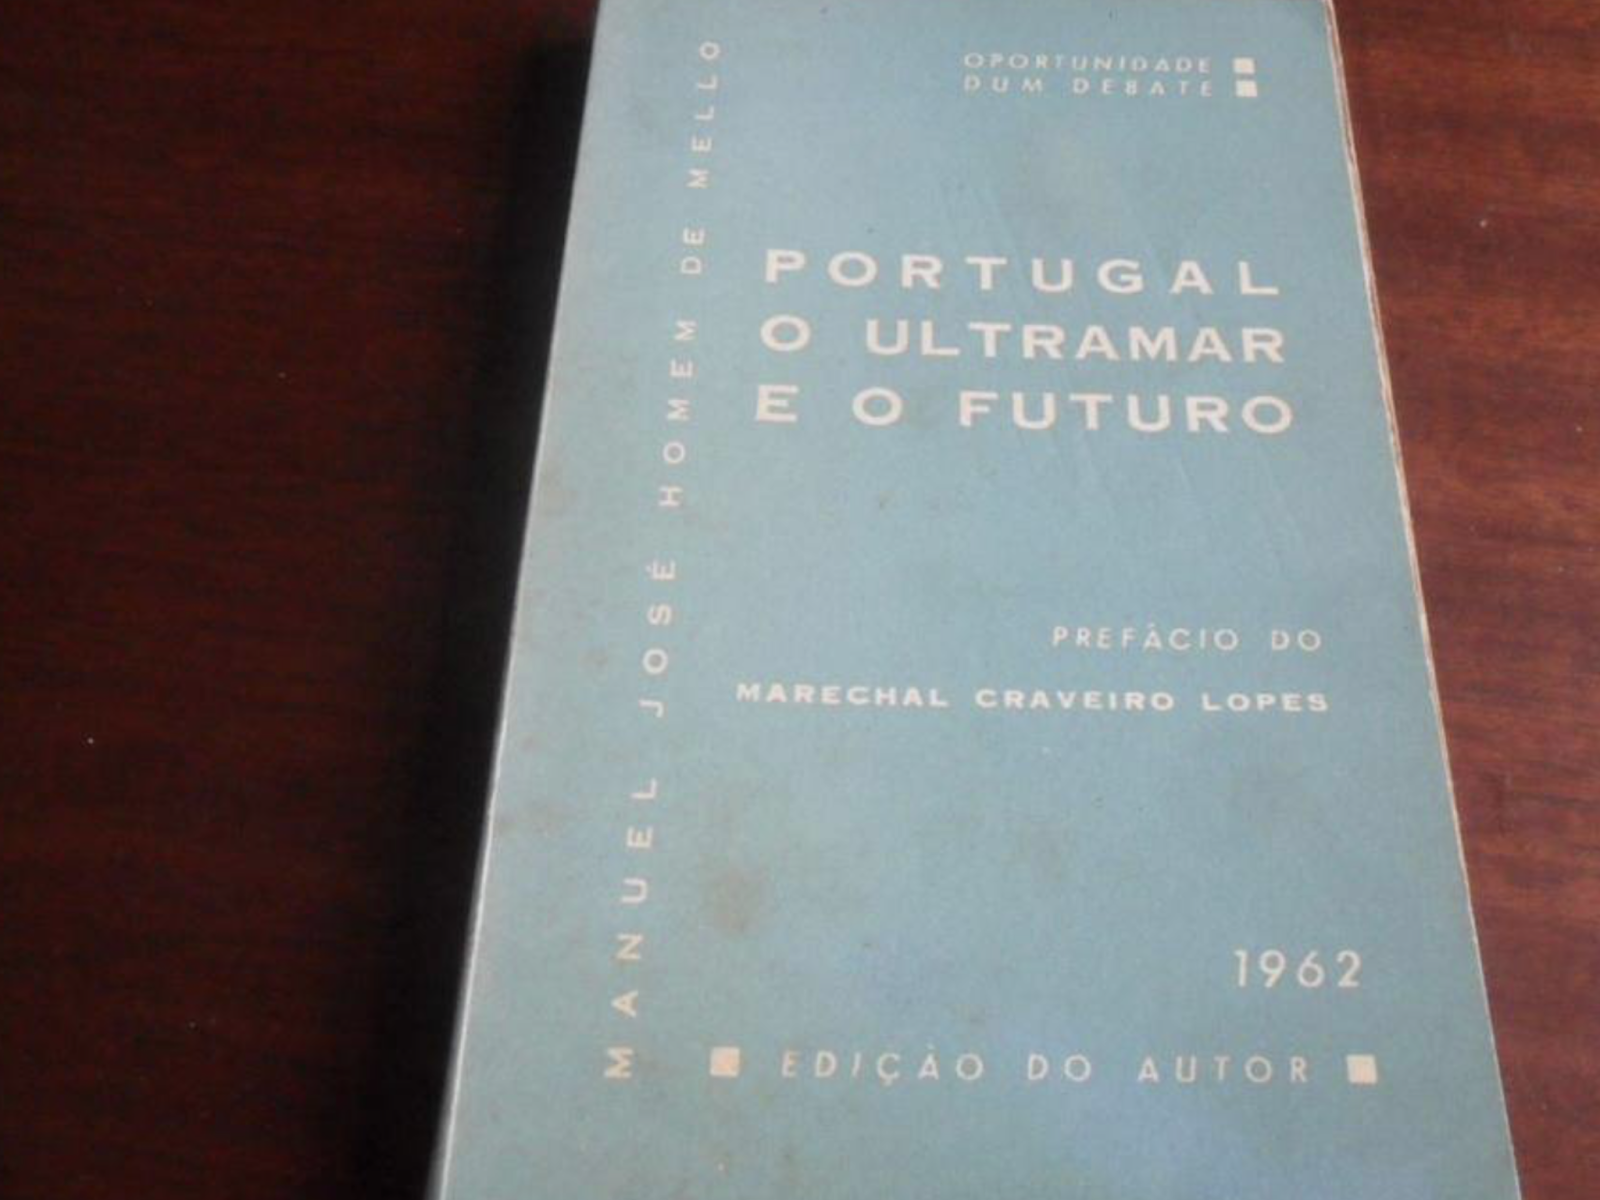 OPORTUNIDADE
DUM DEBATE
MANUEL JOSÉ HOMEM DE MELLO
PORTUGAL
O ULTRAMAR
E O FUTURO
PREFÁCIO DO
MARECHAL CRAVEIRO LOPES
1962
EDIÇÃO DO AUTOR